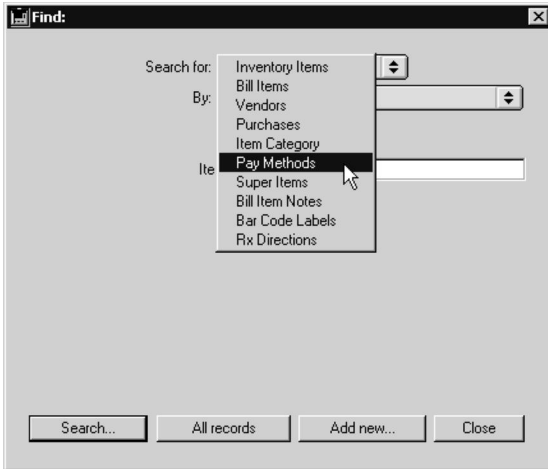 Find:
Search for:
Inventory Items
Bill Items
By:
Vendors
Purchases
Item Category
Ite
Pay Methods
Super Items
Bill Item Notes
Bar Code Labels
Rx Directions
Search... All records Add new... Close